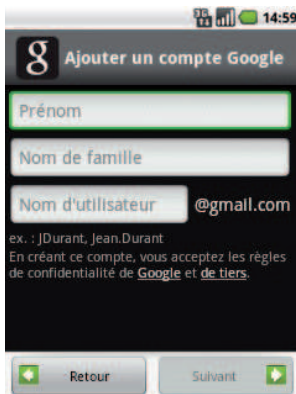 3G 14:59
g Ajouter un compte Google
Prénom
Nom de famille
Nom d'utilisateur @gmail.com
ex. : JDurant, Jean.Durant
En créant ce compte, vous acceptez les règles
de confidentialité de Google et de tiers.
Retour Suivant